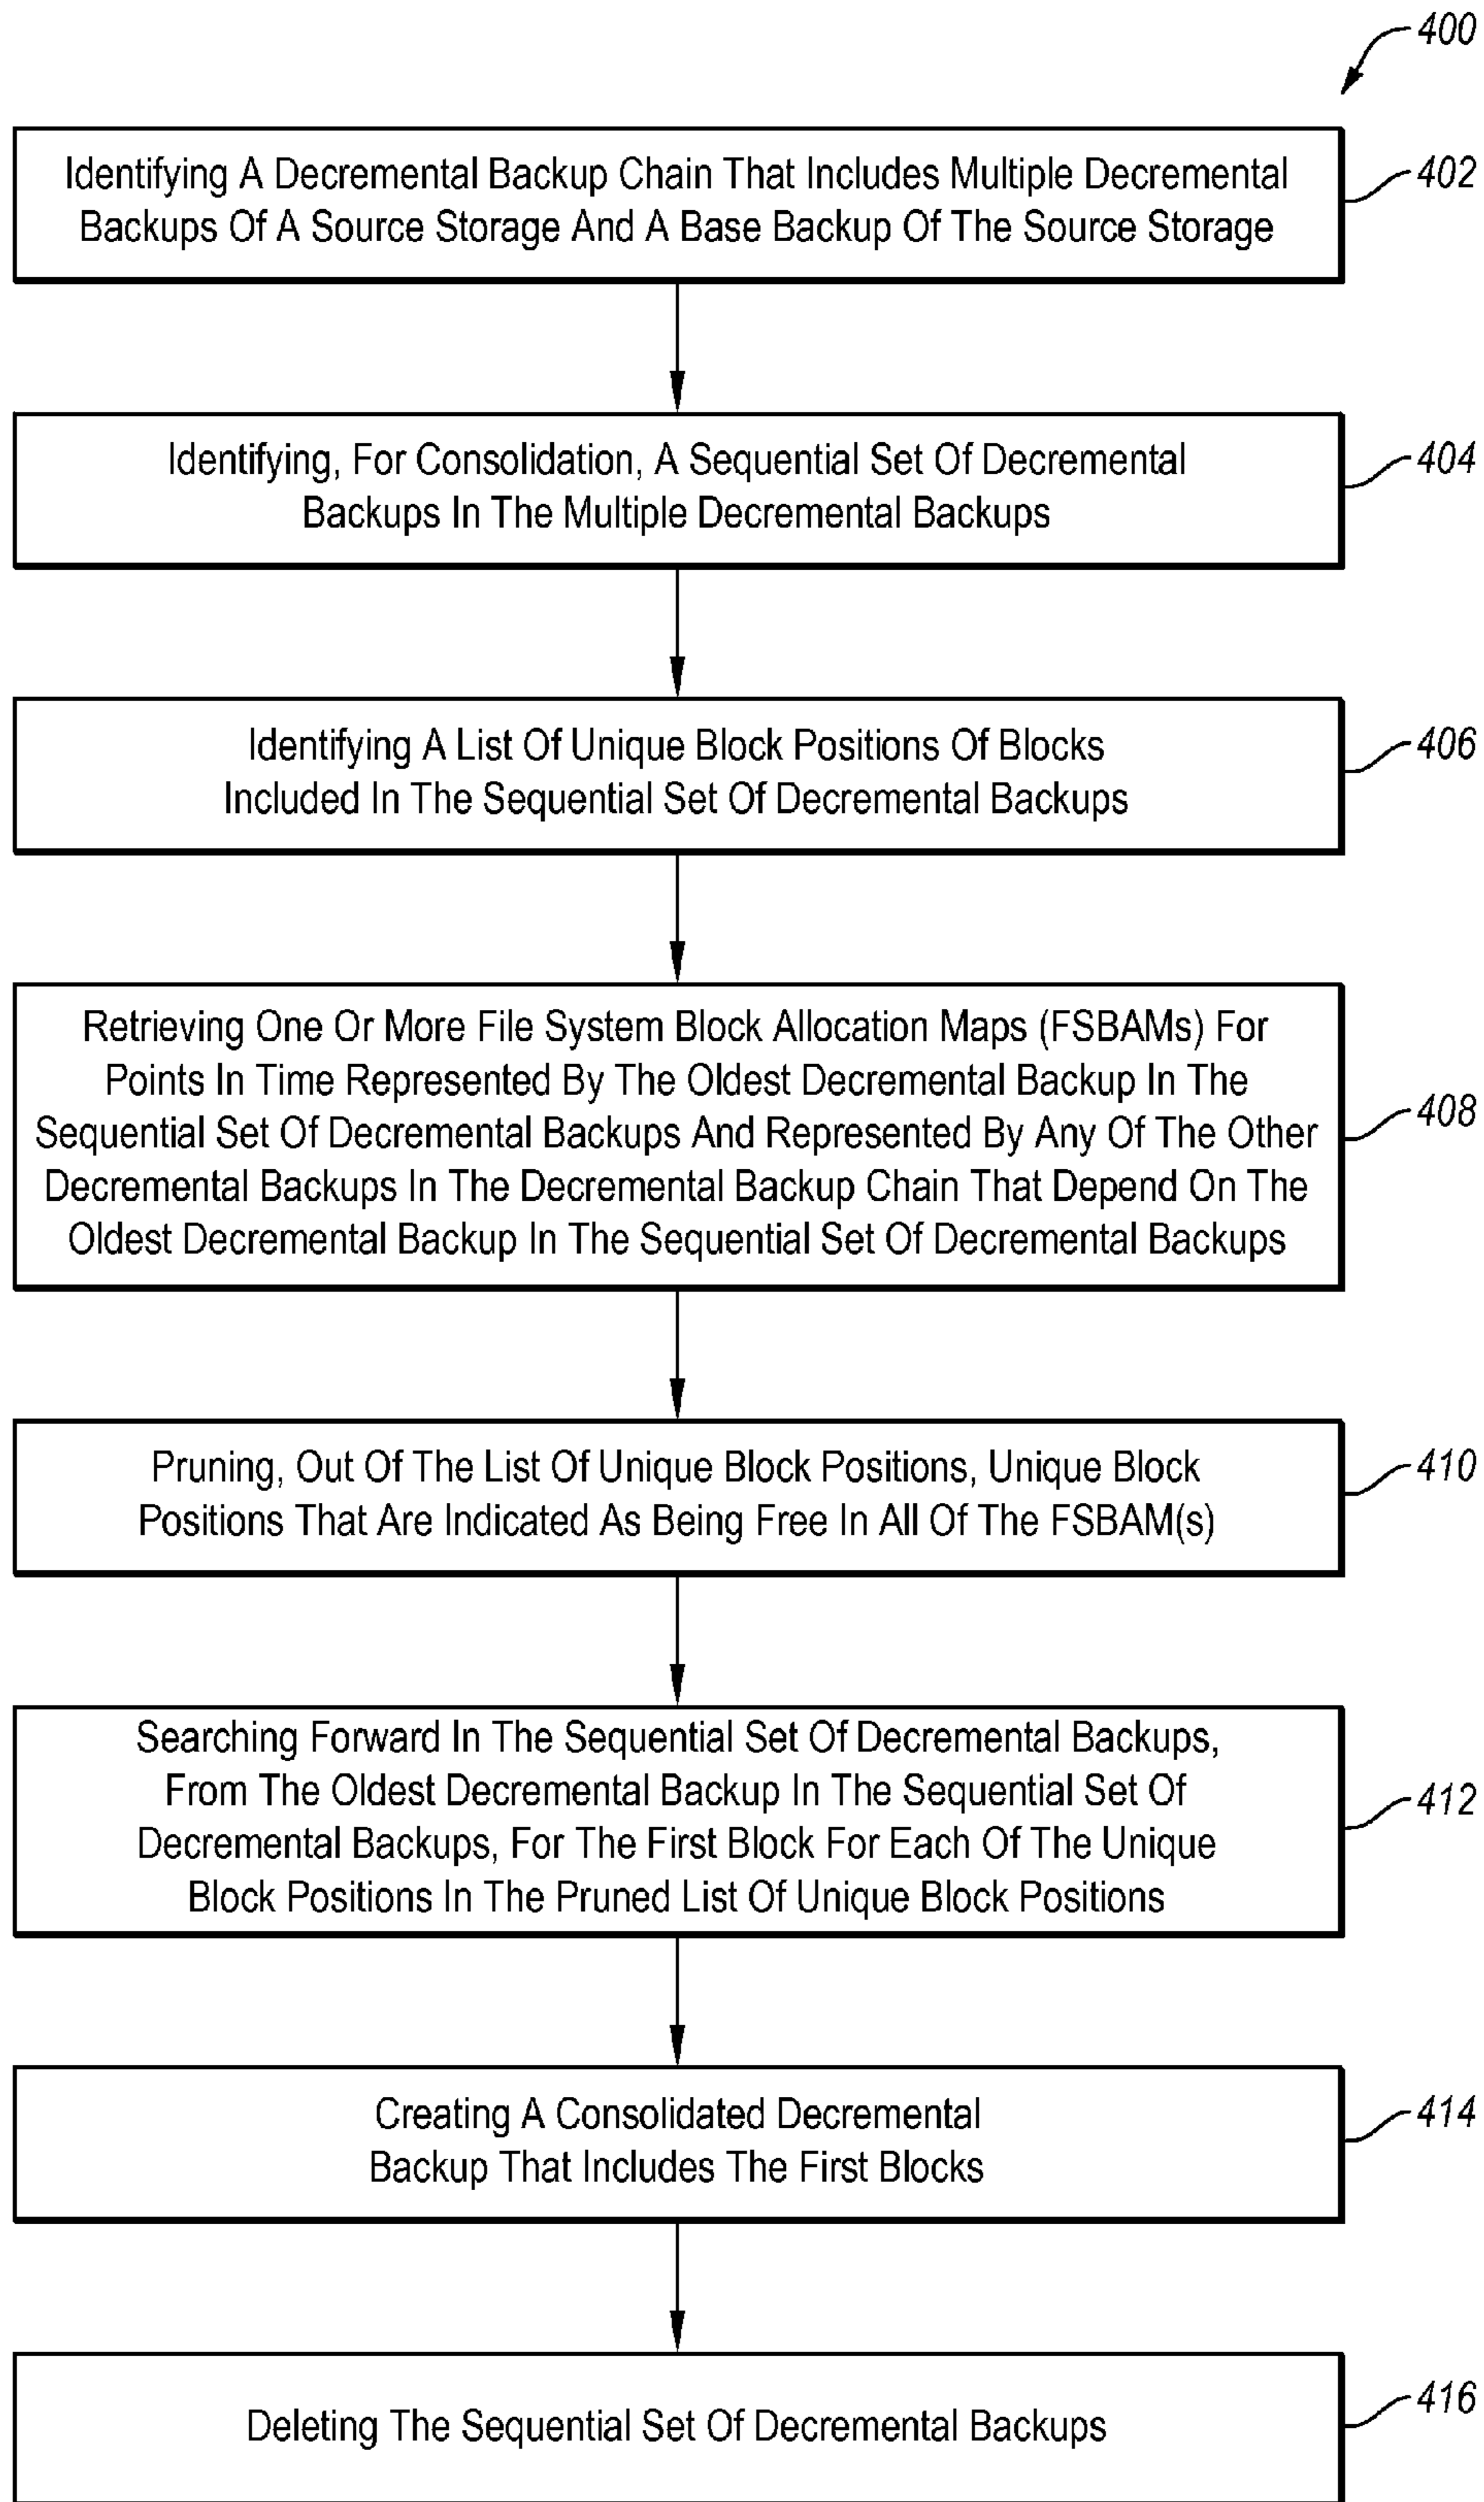 400
Identifying A Decremental Backup Chain That Includes Multiple Decremental
Backups Of A Source Storage And A Base Backup Of The Source Storage
402
Identifying, For Consolidation, A Sequential Set Of Decremental
Backups In The Multiple Decremental Backups
404
Identifying A List Of Unique Block Positions Of Blocks
Included In The Sequential Set Of Decremental Backups
406
Retrieving One Or More File System Block Allocation Maps (FSBAMs) For
Points In Time Represented By The Oldest Decremental Backup In The
Sequential Set Of Decremental Backups And Represented By Any Of The Other
Decremental Backups In The Decremental Backup Chain That Depend On The
Oldest Decremental Backup In The Sequential Set Of Decremental Backups
408
Pruning, Out Of The List Of Unique Block Positions, Unique Block
Positions That Are Indicated As Being Free In All Of The FSBAM(s)
410
Searching Forward In The Sequential Set Of Decremental Backups,
From The Oldest Decremental Backup In The Sequential Set Of
Decremental Backups, For The First Block For Each Of The Unique
Block Positions In The Pruned List Of Unique Block Positions
412
Creating A Consolidated Decremental
Backup That Includes The First Blocks
414
Deleting The Sequential Set Of Decremental Backups
416